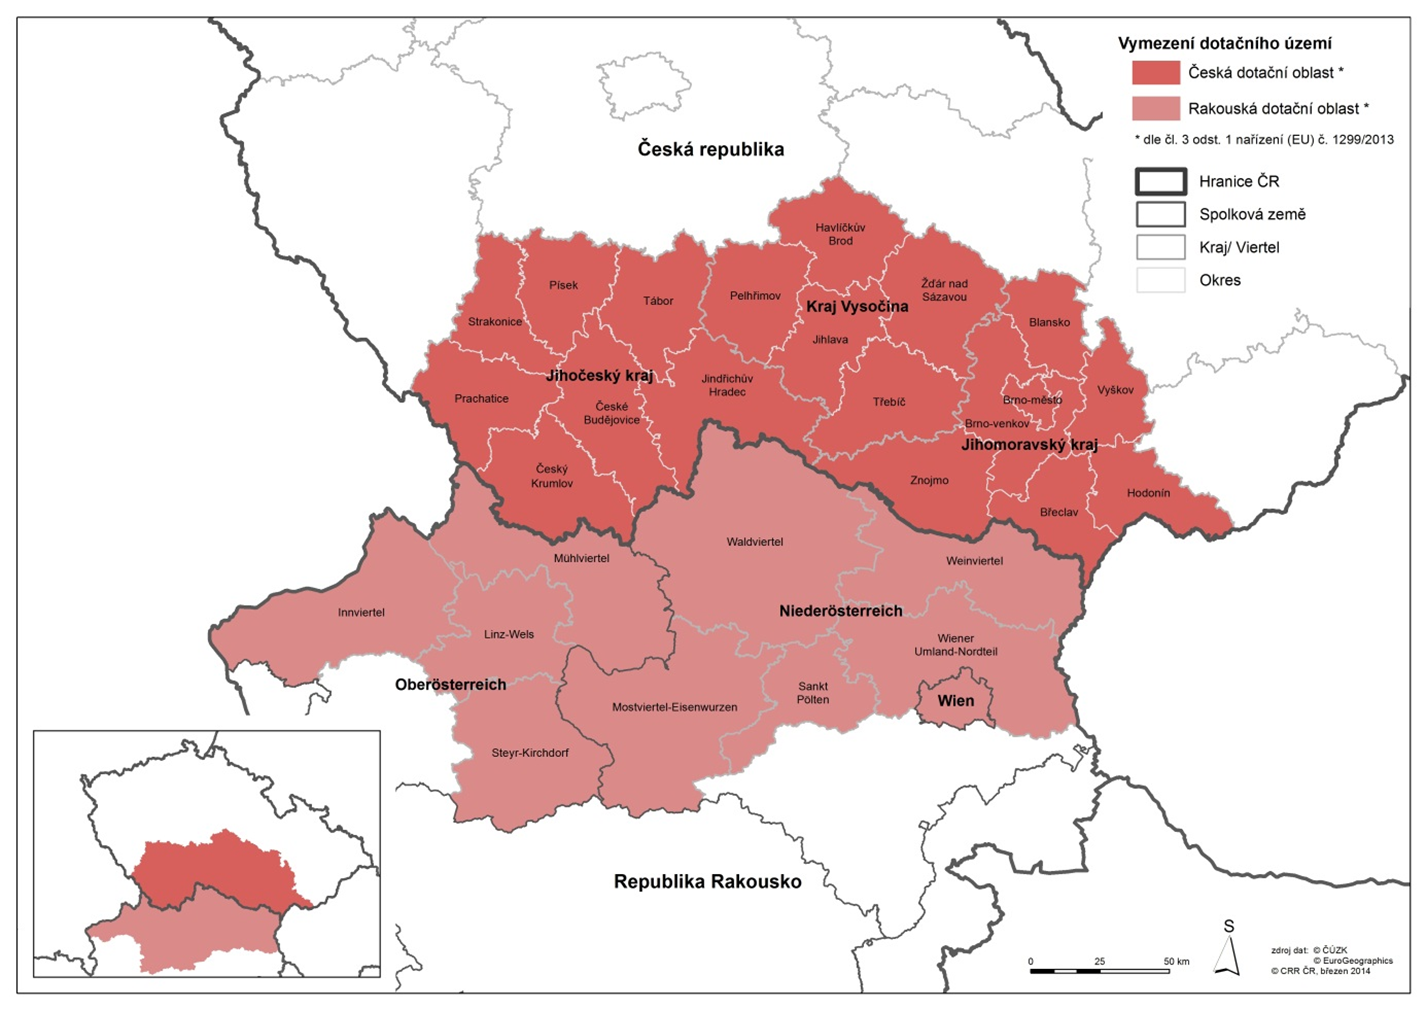 Vymezení dotačního území
Česká dotační oblast *
Rakouská dotační oblast *
* dle čl. 3 odst. 1 nařízení (EU) č. 1299/2013
Hranice ČR
Spolková země
Kraj/ Viertel
Okres
Česká republika
Havlíčkův
Brod
Písek
Tábor
Pelhřimov
Žďár nad
Sázavou
Kraj Vysočina
Strakonice
Jihlava
Blansko
Jihočeský kraj
Jindřichův
Hradec
Prachatice
České
Budějovice
Třebíč
Brno-město
Vyškov
Brno-venkov
Jihomoravský kraj
Český
Krumlov
Znojmo
Hodonín
Břeclav
Waldviertel
Mühlviertel
Weinviertel
Innviertel
Niederösterreich
Linz-Wels
Wiener
Umland-Nordteil
Oberösterreich
Sankt
Pölten
Wien
Mostviertel-Eisenwurzen
Steyr-Kirchdorf
Republika Rakousko
S
0 25 50 km
zdroj dat: © ČÚZK
© EuroGeographics
© CRR ČR, březen 2014